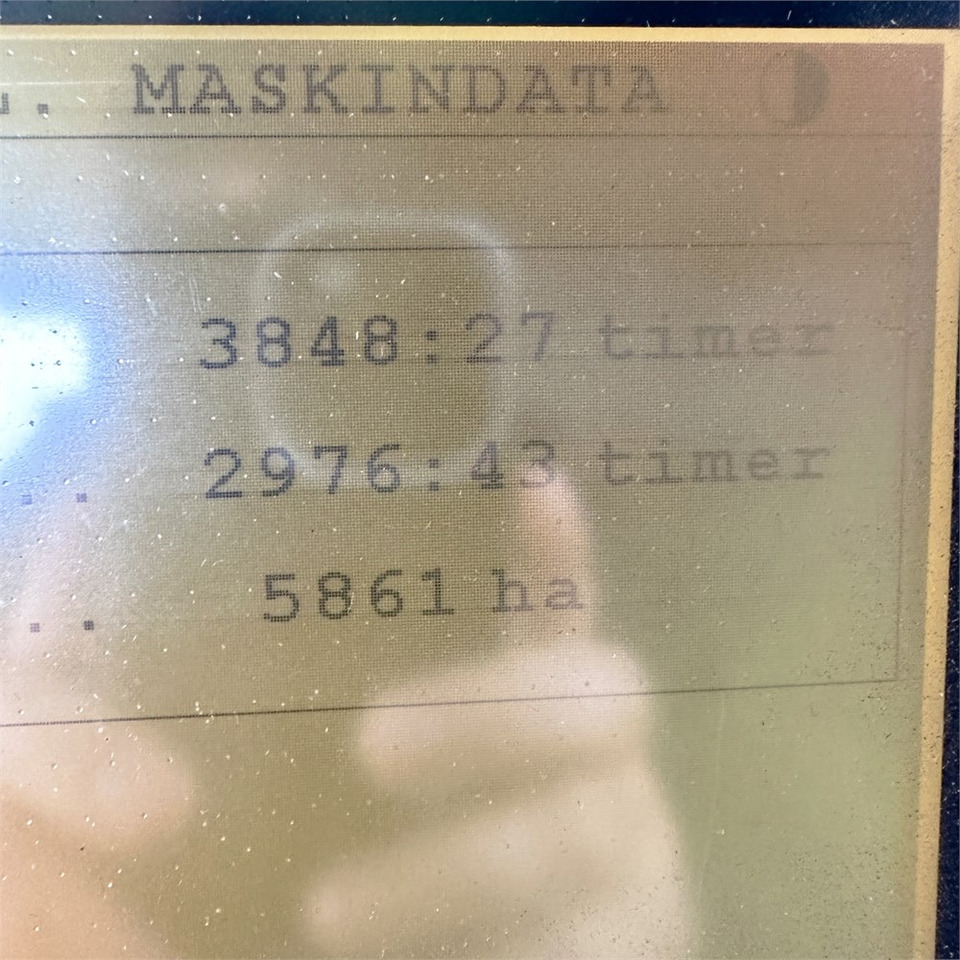 . MASKINDATA
3848:27 timer
.. 2976:43 timer
.. 5861 ha